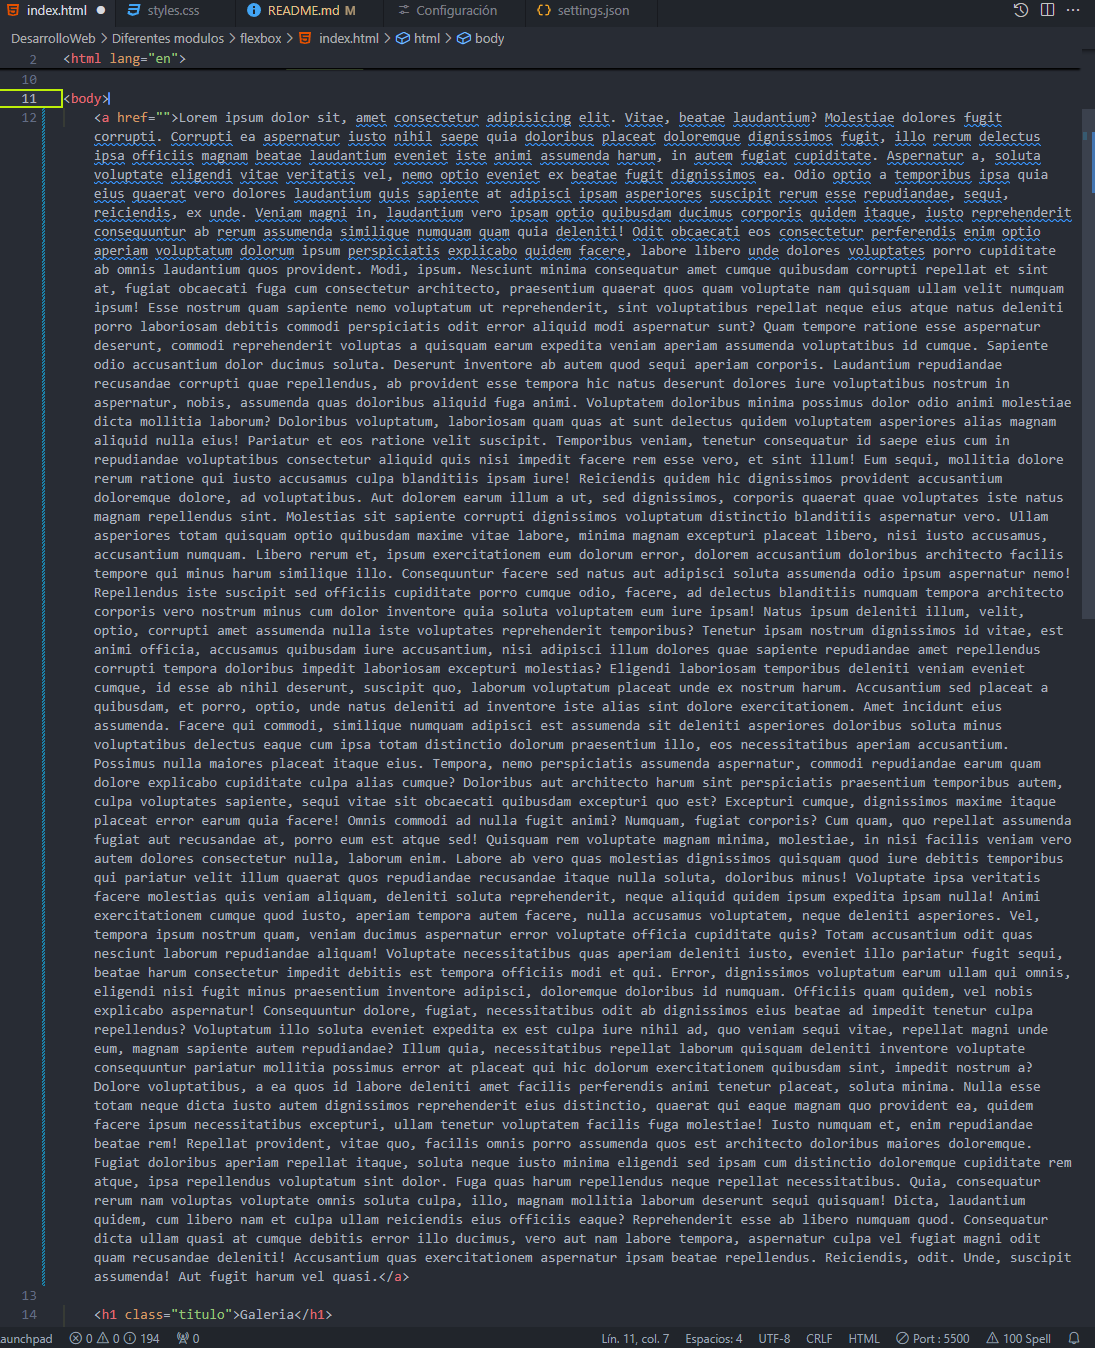 index.html
styles.css
README.md M
Configuración
settings.json
DesarrolloWeb > Diferentes modulos > flexbox > index.html > html > body
2 <html lang="en">
10
11 <body>
12 <a href="">Lorem ipsum dolor sit, amet consectetur adipisicing elit. Vitae, beatae laudantium? Molestiae dolores fugit
corrupti. Corrupti ea aspernatur iusto nihil saepe quia doloribus placeat doloremque dignissimos fugit, illo rerum delectus
ipsa officiis magnam beatae laudantium eveniet iste animi assumenda harum, in autem fugiat cupiditate. Aspernatur a, soluta
voluptate eligendi vitae veritatis vel, nemo optio eveniet ex beatae fugit dignissimos ea. Odio optio a temporibus ipsa quia
eius quaerat vero dolores laudantium quis sapiente at adipisci ipsam asperiores suscipit rerum esse repudiandae, sequi,
reiciendis, ex unde. Veniam magni in, laudantium vero ipsam optio quibusdam ducimus corporis quidem itaque, iusto reprehenderit
consequuntur ab rerum assumenda similique numquam quam quia deleniti! Odit obcaecati eos consectetur perferendis enim optio
aperiam voluptatum dolorum ipsum perspiciatis explicabo quidem facere, labore libero unde dolores voluptates porro cupiditate
ab omnis laudantium quos provident. Modi, ipsum. Nesciunt minima consequatur amet cumque quibusdam corrupti repellat et sint
at, fugiat obcaecati fuga cum consectetur architecto, praesentium quaerat quos quam voluptate nam quisquam ullam velit numquam
ipsum! Esse nostrum quam sapiente nemo voluptatum ut reprehenderit, sint voluptatibus repellat neque eius atque natus deleniti
porro laboriosam debitis commodi perspiciatis odit error aliquid modi aspernatur sunt? Quam tempore ratione esse aspernatur
deserunt, commodi reprehenderit voluptas a quisquam earum expedita veniam aperiam assumenda voluptatibus id cumque. Sapiente
odio accusantium dolor ducimus soluta. Deserunt inventore ab autem quod sequi aperiam corporis. Laudantium repudiandae
recusandae corrupti quae repellendus, ab provident esse tempora hic natus deserunt dolores iure voluptatibus nostrum in
aspernatur, nobis, assumenda quas doloribus aliquid fuga animi. Voluptatem doloribus minima possimus dolor odio animi molestiae
dicta mollitia laborum? Doloribus voluptatum, laboriosam quam quas at sunt delectus quidem voluptatem asperiores alias magnam
aliquid nulla eius! Pariatur et eos ratione velit suscipit. Temporibus veniam, tenetur consequatur id saepe eius cum in
repudiandae voluptatibus consectetur aliquid quis nisi impedit facere rem esse vero, et sint illum! Eum sequi, mollitia dolore
rerum ratione qui iusto accusamus culpa blanditiis ipsam iure! Reiciendis quidem hic dignissimos provident accusantium
doloremque dolore, ad voluptatibus. Aut dolorem earum illum a ut, sed dignissimos, corporis quaerat quae voluptates iste natus
magnam repellendus sint. Molestias sit sapiente corrupti dignissimos voluptatum distinctio blanditiis aspernatur vero. Ullam
asperiores totam quisquam optio quibusdam maxime vitae labore, minima magnam excepturi placeat libero, nisi iusto accusamus,
accusantium numquam. Libero rerum et, ipsum exercitationem eum dolorum error, dolorem accusantium doloribus architecto facilis
tempore qui minus harum similique illo. Consequuntur facere sed natus aut adipisci soluta assumenda odio ipsum aspernatur nemo!
Repellendus iste suscipit sed officiis cupiditate porro cumque odio, facere, ad delectus blanditiis numquam tempora architecto
corporis vero nostrum minus cum dolor inventore quia soluta voluptatem eum iure ipsam! Natus ipsum deleniti illum, velit,
optio, corrupti amet assumenda nulla iste voluptates reprehenderit temporibus? Tenetur ipsam nostrum dignissimos id vitae, est
animi officia, accusamus quibusdam iure accusantium, nisi adipisci illum dolores quae sapiente repudiandae amet repellendus
corrupti tempora doloribus impedit laboriosam excepturi molestias? Eligendi laboriosam temporibus deleniti veniam eveniet
cumque, id esse ab nihil deserunt, suscipit quo, laborum voluptatum placeat unde ex nostrum harum. Accusantium sed placeat a
quibusdam, et porro, optio, unde natus deleniti ad inventore iste alias sint dolore exercitationem. Amet incidunt eius
assumenda. Facere qui commodi, similique numquam adipisci est assumenda sit deleniti asperiores doloribus soluta minus
voluptatibus delectus eaque cum ipsa totam distinctio dolorum praesentium illo, eos necessitatibus aperiam accusantium.
Possimus nulla maiores placeat itaque eius. Tempora, nemo perspiciatis assumenda aspernatur, commodi repudiandae earum quam
dolore explicabo cupiditate culpa alias cumque? Doloribus aut architecto harum sint perspiciatis praesentium temporibus autem,
culpa voluptates sapiente, sequi vitae sit obcaecati quibusdam excepturi quo est? Excepturi cumque, dignissimos maxime itaque
placeat error earum quia facere! Omnis commodi ad nulla fugit animi? Numquam, fugiat corporis? Cum quam, quo repellat assumenda
fugiat aut recusandae at, porro eum est atque sed! Quisquam rem voluptate magnam minima, molestiae, in nisi facilis veniam vero
autem dolores consectetur nulla, laborum enim. Labore ab vero quas molestias dignissimos quisquam quod iure debitis temporibus
qui pariatur velit illum quaerat quos repudiandae recusandae itaque nulla soluta, doloribus minus! Voluptate ipsa veritatis
facere molestias quis veniam aliquam, deleniti soluta reprehenderit, neque aliquid quidem ipsum expedita ipsam nulla! Animi
exercitationem cumque quod iusto, aperiam tempora autem facere, nulla accusamus voluptatem, neque deleniti asperiores. Vel,
tempora ipsum nostrum quam, veniam ducimus aspernatur error voluptate officia cupiditate quis? Totam accusantium odit quas
nesciunt laborum repudiandae aliquam! Voluptate necessitatibus quas aperiam deleniti iusto, eveniet illo pariatur fugit sequi,
beatae harum consectetur impedit debitis est tempora officiis modi et qui. Error, dignissimos voluptatum earum ullam qui omnis,
eligendi nisi fugit minus praesentium inventore adipisci, doloremque doloribus id numquam. Officiis quam quidem, vel nobis
explicabo aspernatur! Consequuntur dolore, fugiat, necessitatibus odit ab dignissimos eius beatae ad impedit tenetur culpa
repellendus? Voluptatum illo soluta eveniet expedita ex est culpa iure nihil ad, quo veniam sequi vitae, repellat magni unde
eum, magnam sapiente autem repudiandae? Illum quia, necessitatibus repellat laborum quisquam deleniti inventore voluptate
consequuntur pariatur mollitia possimus error at placeat qui hic dolorum exercitationem quibusdam sint, impedit nostrum a?
Dolore voluptatibus, a ea quos id labore deleniti amet facilis perferendis animi tenetur placeat, soluta minima. Nulla esse
totam neque dicta iusto autem dignissimos reprehenderit eius distinctio, quaerat qui eaque magnam quo provident ea, quidem
facere ipsum necessitatibus excepturi, ullam tenetur voluptatem facilis fuga molestiae! Iusto numquam et, enim repudiandae
beatae rem! Repellat provident, vitae quo, facilis omnis porro assumenda quos est architecto doloribus maiores doloremque.
Fugiat doloribus aperiam repellat itaque, soluta neque iusto minima eligendi sed ipsam cum distinctio doloremque cupiditate rem
atque, ipsa repellendus voluptatum sint dolor. Fuga quas harum repellendus neque repellat necessitatibus. Quia, consequatur
rerum nam voluptas voluptate omnis soluta culpa, illo, magnam mollitia laborum deserunt sequi quisquam! Dicta, laudantium
quidem, cum libero nam et culpa ullam reiciendis eius officiis eaque? Reprehenderit esse ab libero numquam quod. Consequatur
dicta ullam quasi at cumque debitis error illo ducimus, vero aut nam labore tempora, aspernatur culpa vel fugiat magni odit
quam recusandae deleniti! Accusantium quas exercitationem aspernatur ipsam beatae repellendus. Reiciendis, odit. Unde, suscipit
assumenda! Aut fugit harum vel quasi.</a>
13
14 <h1 class="titulo">Galeria</h1>
aunchpad 0 0 194 0 Lín. 11, col. 7 Espacios: 4 UTF-8 CRLF HTML Port : 5500 100 Spell